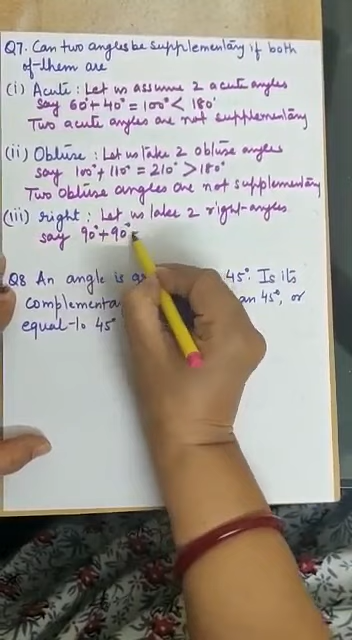 Q7. Can two angles be supplementary if both
of them are
(i) Acute : Let us assume 2 acute angles
say 60° + 40° = 100° < 180°
Two acute angles are not supplementary
(ii) Obtuse : Let us take 2 obtuse angles
say 100° + 110° = 210° > 180°
Two obtuse angles are not supplementary
(iii) right : Let us take 2 right-angles
say 90° + 90° =
Q8 An angle is 45°. Is its
complementa an 45°, or
equal to 45°